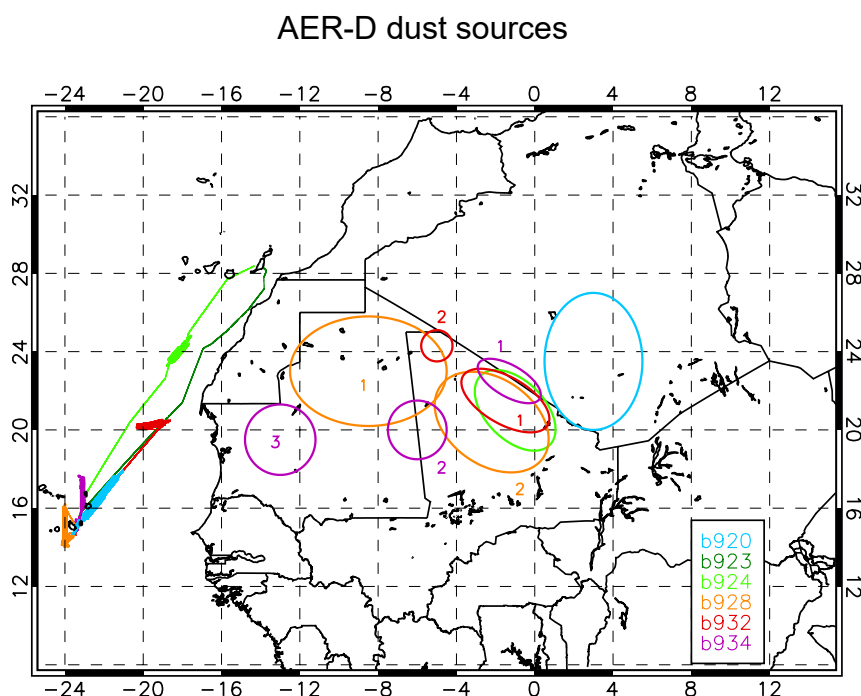 AER-D dust sources
−24 −20 −16 −12 −8 −4 0 4 8 12
32 32
28 28
2
24 1 24
1
1
20 3 20
2
2
16 16
b920
b923
12 b924 12
b928
b932
b934
−24 −20 −16 −12 −8 −4 0 4 8 12